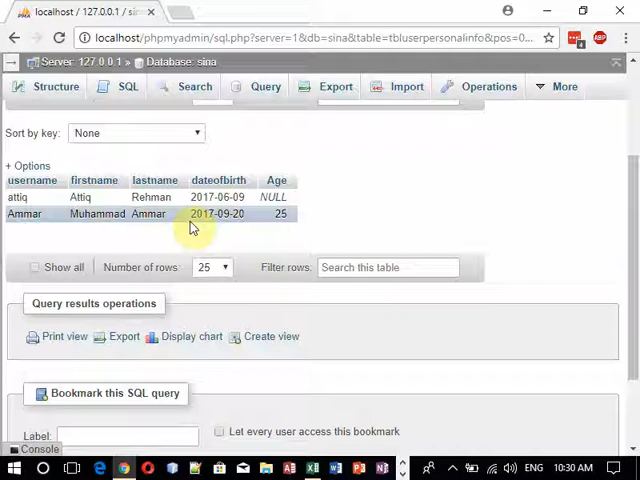 localhost / 127.0.0.1 / sina
localhost/phpmyadmin/sql.php?server=1&db=sina&table=tbluserpersonalinfo&pos=0...
Server: 127.0.0.1 » Database: sina
Structure SQL Search Query Export Import Operations More
Sort by key: None
+ Options
username firstname lastname dateofbirth Age
attiq Attiq Rehman 2017-06-09 NULL
Ammar Muhammad Ammar 2017-09-20 25
Show all Number of rows: 25 Filter rows: Search this table
Query results operations
Print view Export Display chart Create view
Bookmark this SQL query
Label: Let every user access this bookmark
Console
ENG 10:30 AM